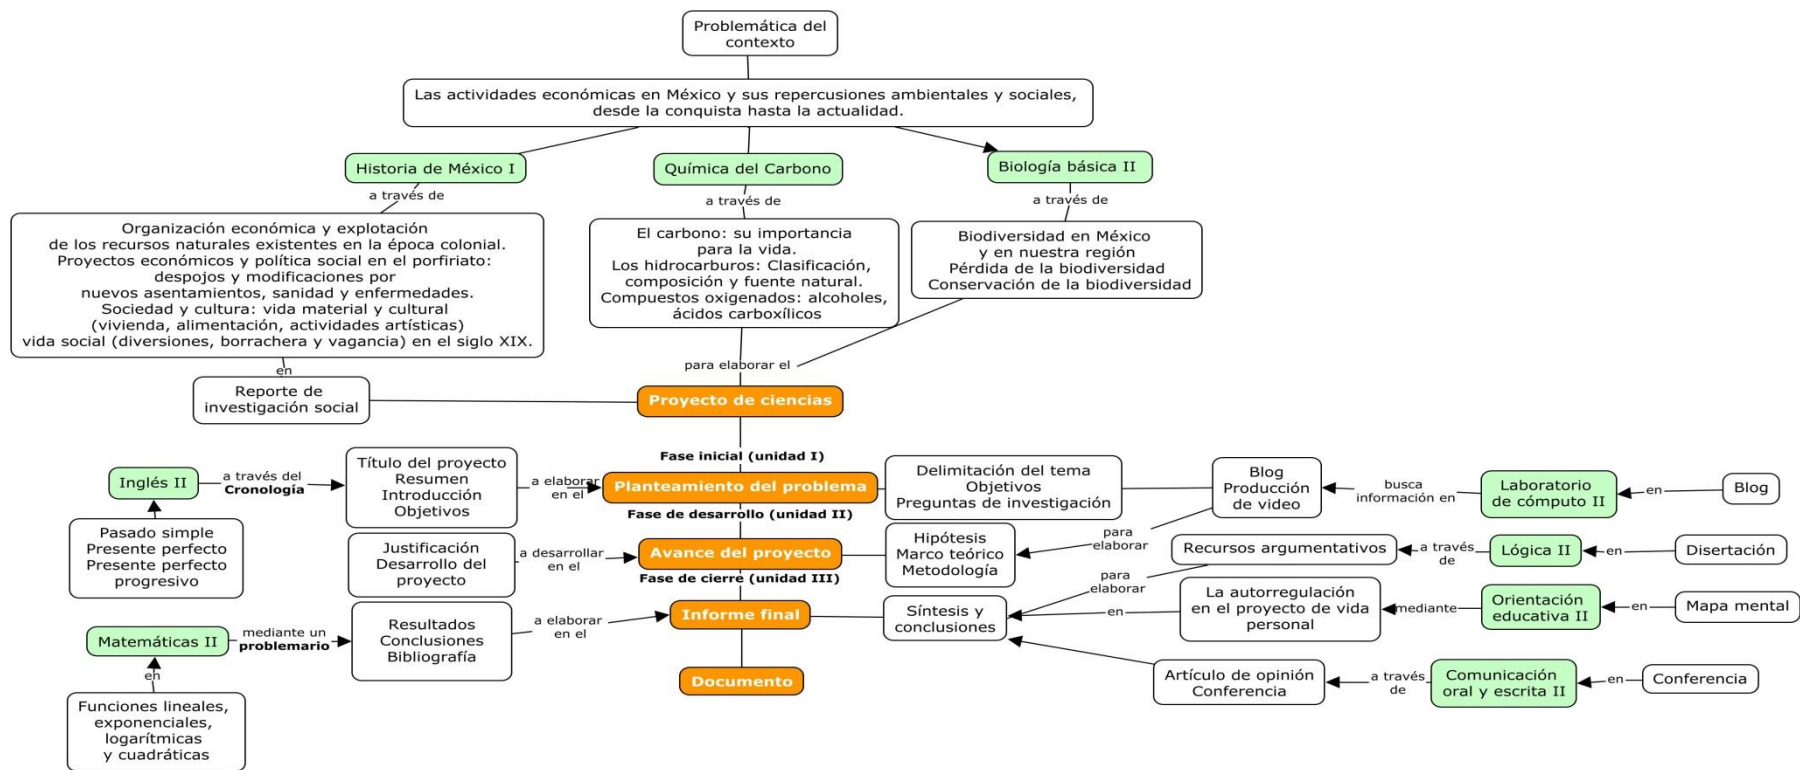 Problemática del
contexto
Las actividades económicas en México y sus repercusiones ambientales y sociales,
desde la conquista hasta la actualidad.
Historia de México I
Química del Carbono
Biología básica II
a través de
a través de
a través de
Organización económica y explotación
de los recursos naturales existentes en la época colonial.
Proyectos económicos y política social en el porfiriato:
despojos y modificaciones por
nuevos asentamientos, sanidad y enfermedades.
Sociedad y cultura: vida material y cultural
(vivienda, alimentación, actividades artísticas)
vida social (diversiones, borrachera y vagancia) en el siglo XIX.
El carbono: su importancia
para la vida.
Los hidrocarburos: Clasificación,
composición y fuente natural.
Compuestos oxigenados: alcoholes,
ácidos carboxílicos
Biodiversidad en México
y en nuestra región
Pérdida de la biodiversidad
Conservación de la biodiversidad
en
para elaborar el
Reporte de
investigación social
Proyecto de ciencias
Fase inicial (unidad I)
Inglés II
a través del
Cronología
Título del proyecto
Resumen
Introducción
Objetivos
a elaborar
en el
Planteamiento del problema
Delimitación del tema
Objetivos
Preguntas de investigación
Blog
Producción
de video
busca
información en
Laboratorio
de cómputo II
en
Blog
Fase de desarrollo (unidad II)
Pasado simple
Presente perfecto
Presente perfecto
progresivo
Justificación
Desarrollo del
proyecto
a desarrollar
en el
Avance del proyecto
Hipótesis
Marco teórico
Metodología
para
elaborar
Recursos argumentativos
a través
de
Lógica II
en
Disertación
Fase de cierre (unidad III)
para
elaborar
Matemáticas II
mediante un
problemario
Resultados
Conclusiones
Bibliografía
a elaborar
en el
Informe final
Síntesis y
conclusiones
en
La autorregulación
en el proyecto de vida
personal
mediante
Orientación
educativa II
en
Mapa mental
en
Documento
Artículo de opinión
Conferencia
a través
de
Comunicación
oral y escrita II
en
Conferencia
Funciones lineales,
exponenciales,
logarítmicas
y cuadráticas